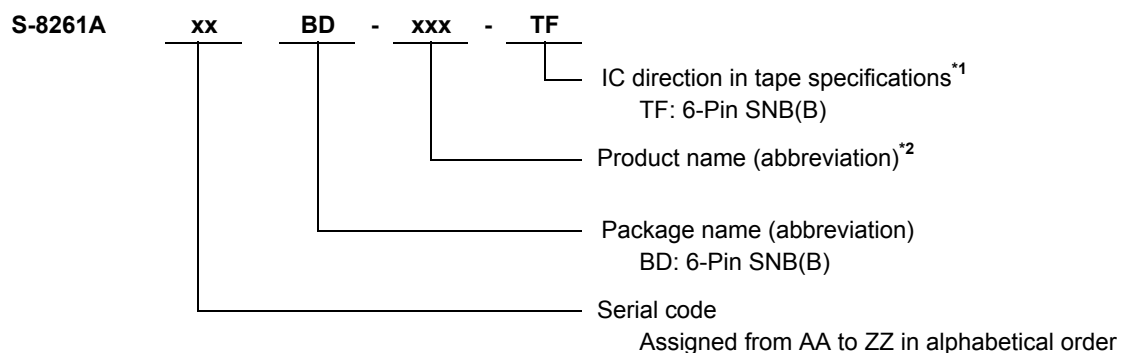 S-8261A xx BD - xxx - TF
IC direction in tape specifications*1
TF: 6-Pin SNB(B)
Product name (abbreviation)*2
Package name (abbreviation)
BD: 6-Pin SNB(B)
Serial code
Assigned from AA to ZZ in alphabetical order